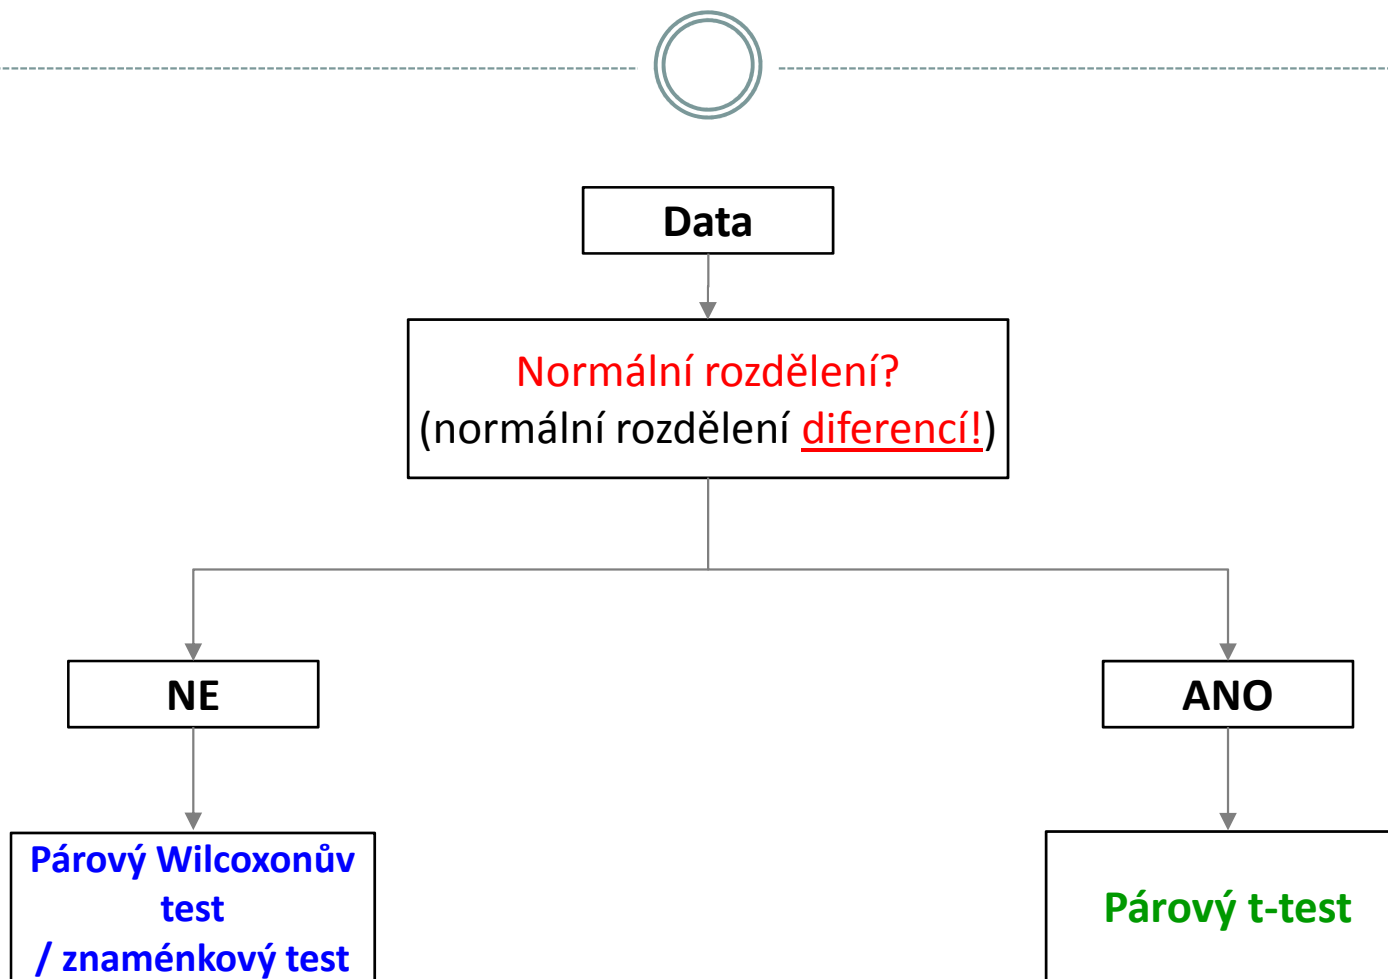 Data
Normální rozdělení?
(normální rozdělení diferencí!)
NE
ANO
Párový Wilcoxonův
test
/ znaménkový test
Párový t-test